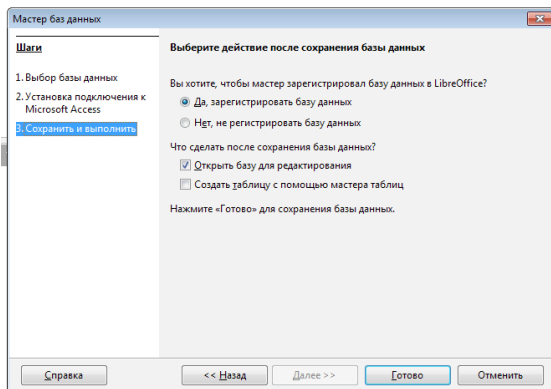 Мастер баз данных
Шаги
1. Выбор базы данных
2. Установка подключения к
Microsoft Access
3. Сохранить и выполнить
Выберите действие после сохранения базы данных
Вы хотите, чтобы мастер зарегистрировал базу данных в LibreOffice?
Да, зарегистрировать базу данных
Нет, не регистрировать базу данных
Что сделать после сохранения базы данных?
Открыть базу для редактирования
Создать таблицу с помощью мастера таблиц
Нажмите «Готово» для сохранения базы данных.
Справка
<< Назад
Далее >>
Готово
Отменить